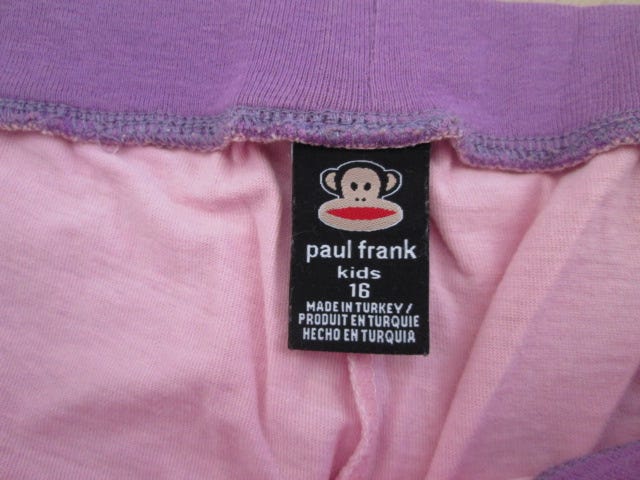 paul frank
kids
16
MADE IN TURKEY /
PRODUIT EN TURQUIE
HECHO EN TURQUIA